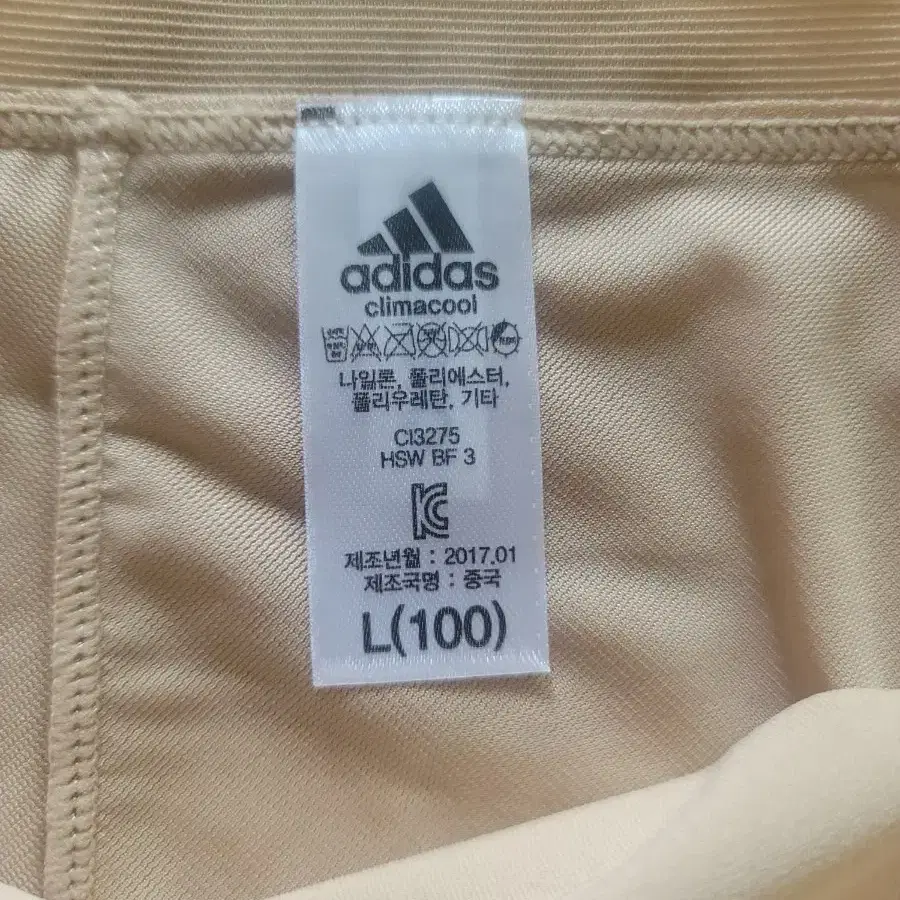 adidas
climacool
나일론, 폴리에스터,
폴리우레탄, 기타
CI3275
HSW BF 3
KC
제조년월 : 2017.01
제조국명 : 중국
L(100)